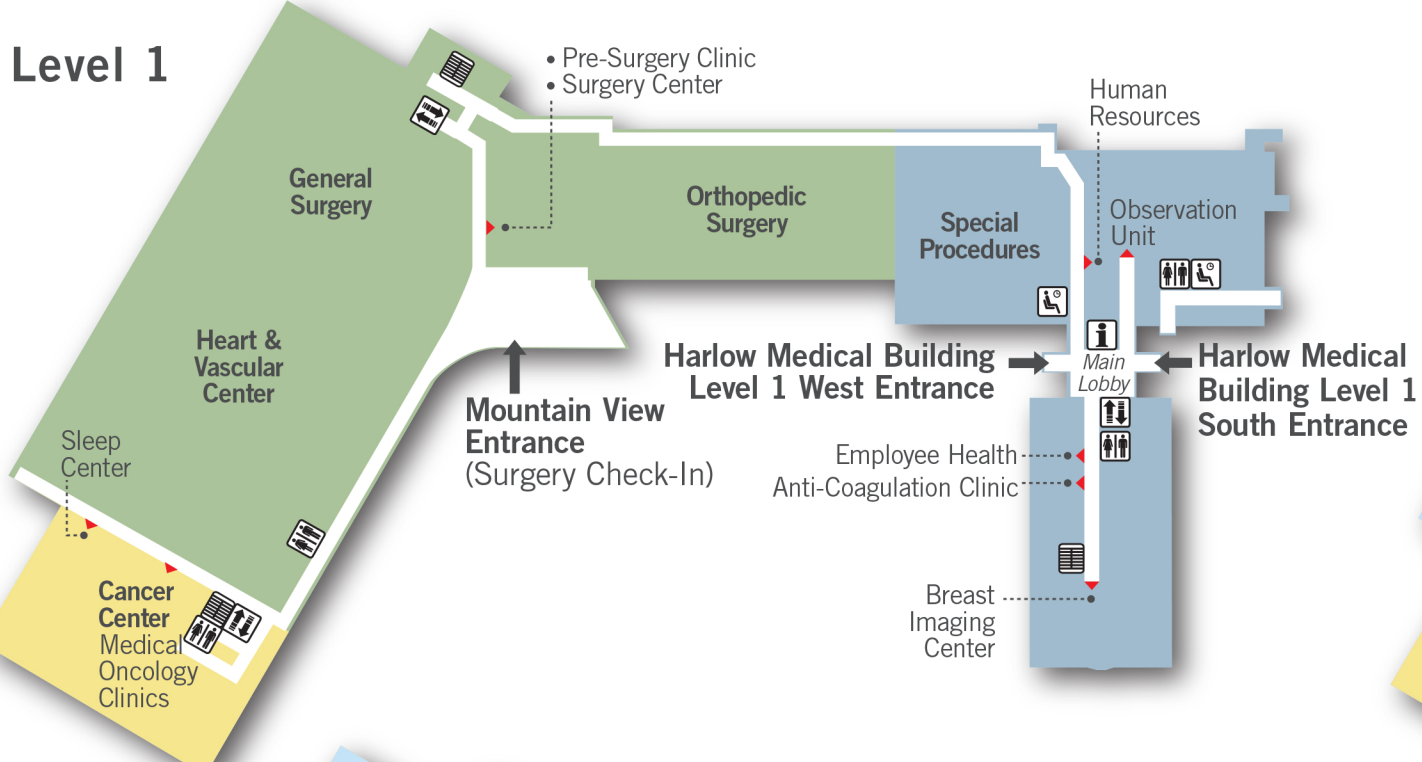 Level 1
• Pre-Surgery Clinic
• Surgery Center
Human
Resources
General
Surgery
Orthopedic
Surgery
Special
Procedures
Observation
Unit
Heart &
Vascular
Center
Mountain View
Entrance
(Surgery Check-In)
Harlow Medical Building
Level 1 West Entrance
i
Main
Lobby
Harlow Medical
Building Level 1
South Entrance
Sleep
Center
Employee Health
Anti-Coagulation Clinic
Cancer
Center
Medical
Oncology
Clinics
Breast
Imaging
Center